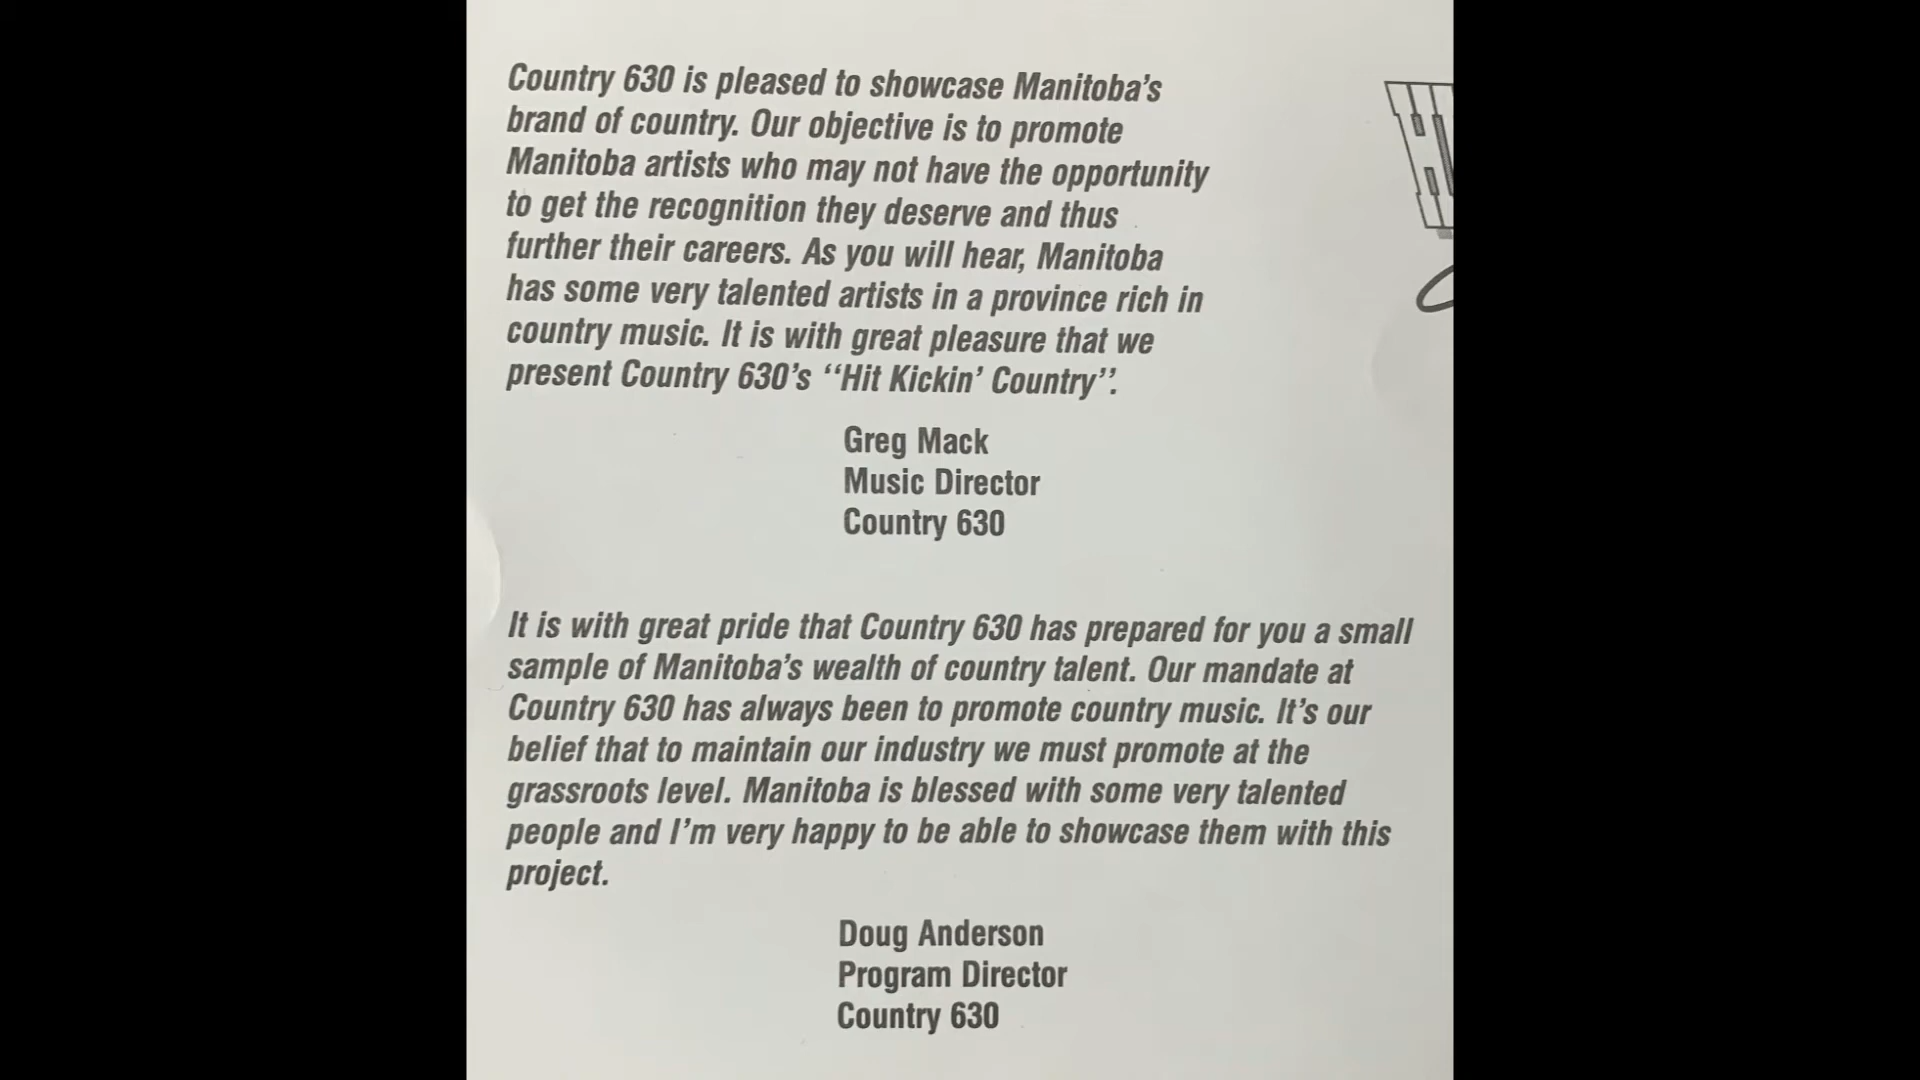 Country 630 is pleased to showcase Manitoba's
brand of country. Our objective is to promote
Manitoba artists who may not have the opportunity
to get the recognition they deserve and thus
further their careers. As you will hear, Manitoba
has some very talented artists in a province rich in
country music. It is with great pleasure that we
present Country 630's "Hit Kickin' Country".
Greg Mack
Music Director
Country 630
It is with great pride that Country 630 has prepared for you a small
sample of Manitoba's wealth of country talent. Our mandate at
Country 630 has always been to promote country music. It's our
belief that to maintain our industry we must promote at the
grassroots level. Manitoba is blessed with some very talented
people and I'm very happy to be able to showcase them with this
project.
Doug Anderson
Program Director
Country 630